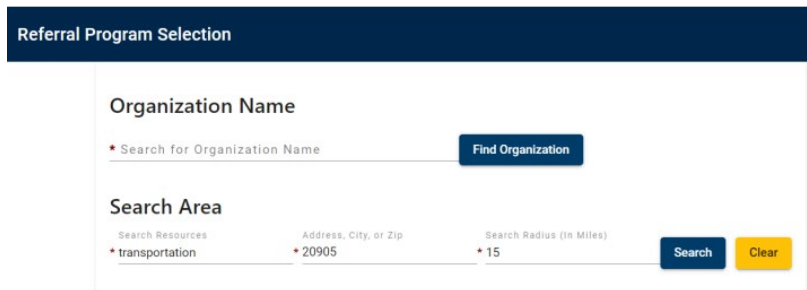 Referral Program Selection
Organization Name
* Search for Organization Name
Find Organization
Search Area
Search Resources Address, City, or Zip Search Radius (In Miles)
* transportation * 20905 * 15 Search Clear